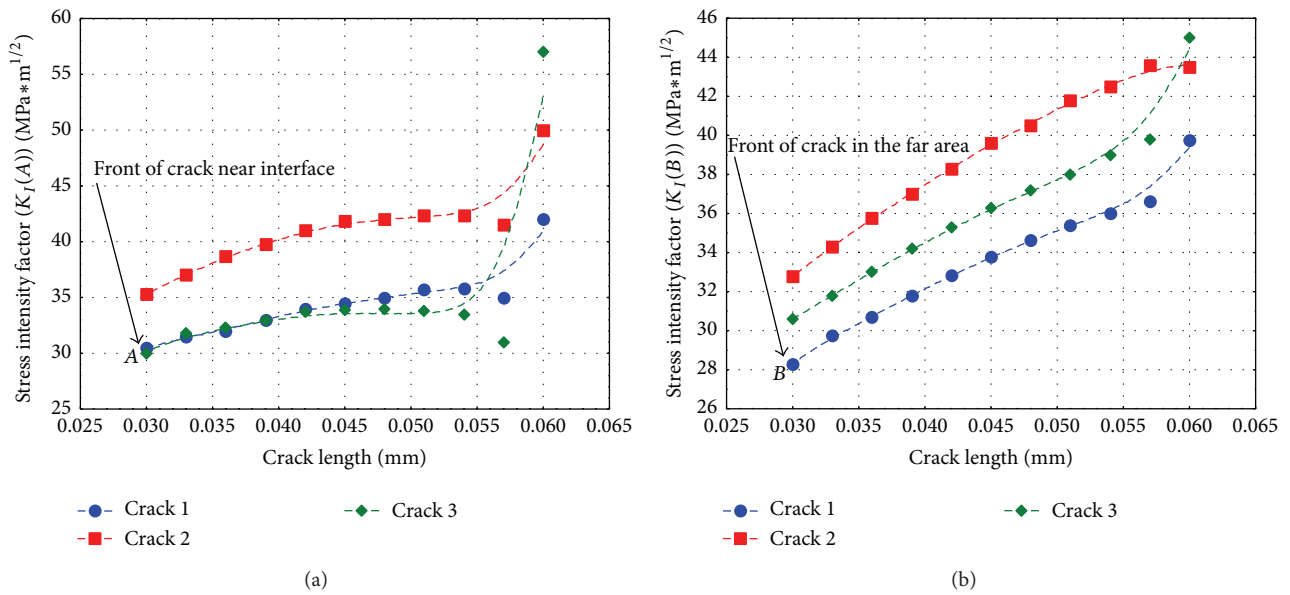 60
55
50
45
40
35
30
25
Stress intensity factor (K_I(A)) (MPa∗m^{1/2})
Front of crack near interface
A
0.025 0.030 0.035 0.040 0.045 0.050 0.055 0.060 0.065
Crack length (mm)
Crack 1
Crack 2
Crack 3
(a)
46
44
42
40
38
36
34
32
30
28
26
Stress intensity factor (K_I(B)) (MPa∗m^{1/2})
Front of crack in the far area
B
0.025 0.030 0.035 0.040 0.045 0.050 0.055 0.060 0.065
Crack length (mm)
Crack 1
Crack 2
Crack 3
(b)